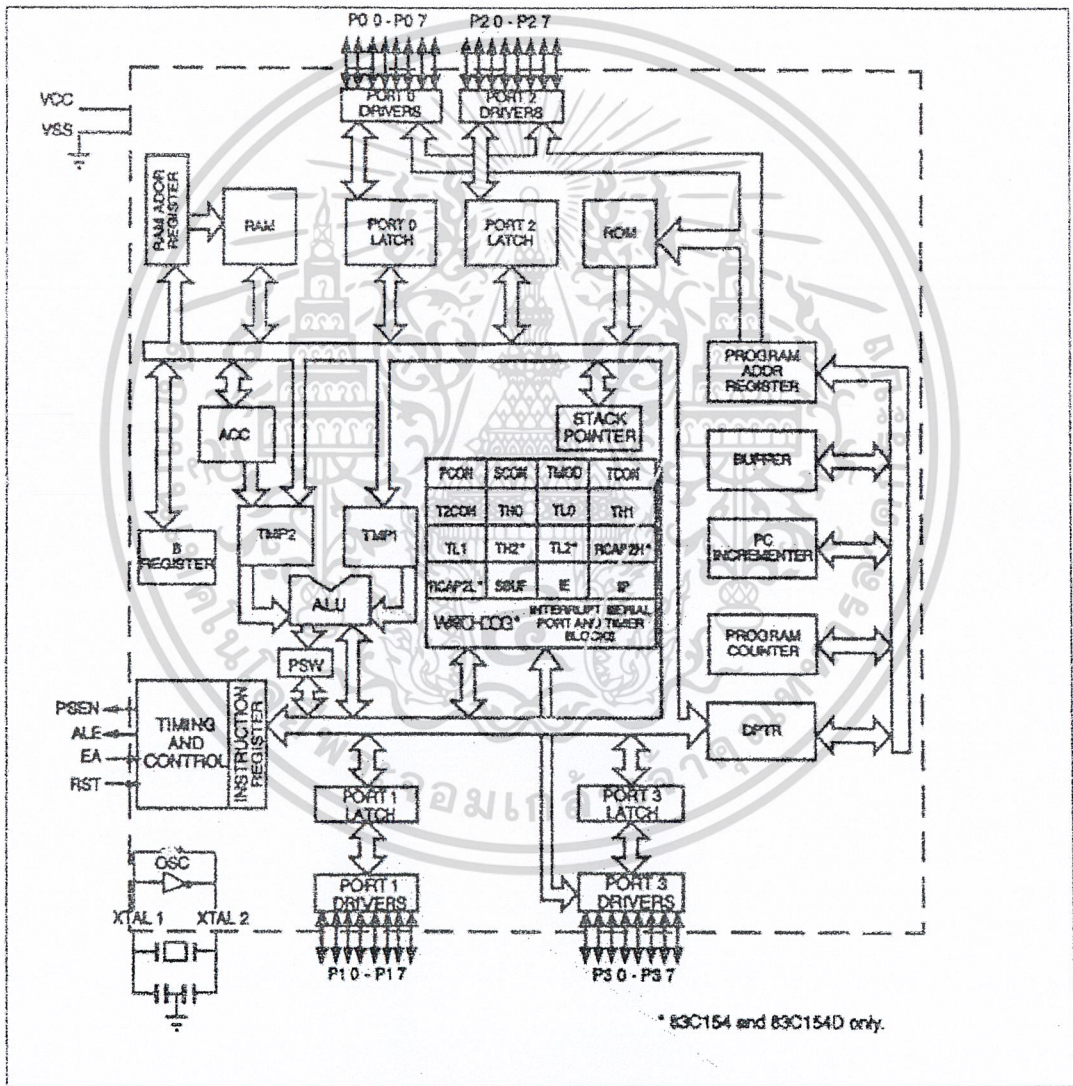 P0 0 - P0 7
P2 0 - P2 7
VCC
VSS
PORT 0
DRIVERS
PORT 2
DRIVERS
RAM ADDR
REGISTER
RAM
PORT 0
LATCH
PORT 2
LATCH
ROM
PROGRAM
ADDR
REGISTER
ACC
STACK
POINTER
BUFFER
PCON SCON TMOD TCON
T2CON TH0 TL0 TH1
TL1 TH2* TL2* RCAP2H*
RCAP2L* SBUF IE IP
WATCHDOG*
INTERRUPT SERIAL
PORT AND TIMER
BLOCKS
B
REGISTER
TMP2
TMP1
ALU
PC
INCREMENTER
PROGRAM
COUNTER
PSW
PSEN
ALE
EA
RST
TIMING
AND
CONTROL
INSTRUCTION
REGISTER
DPTR
PORT 1
LATCH
PORT 3
LATCH
OSC
XTAL 1
XTAL 2
PORT 1
DRIVERS
PORT 3
DRIVERS
P1 0 - P1 7
P3 0 - P3 7
* 83C154 and 83C154D only.